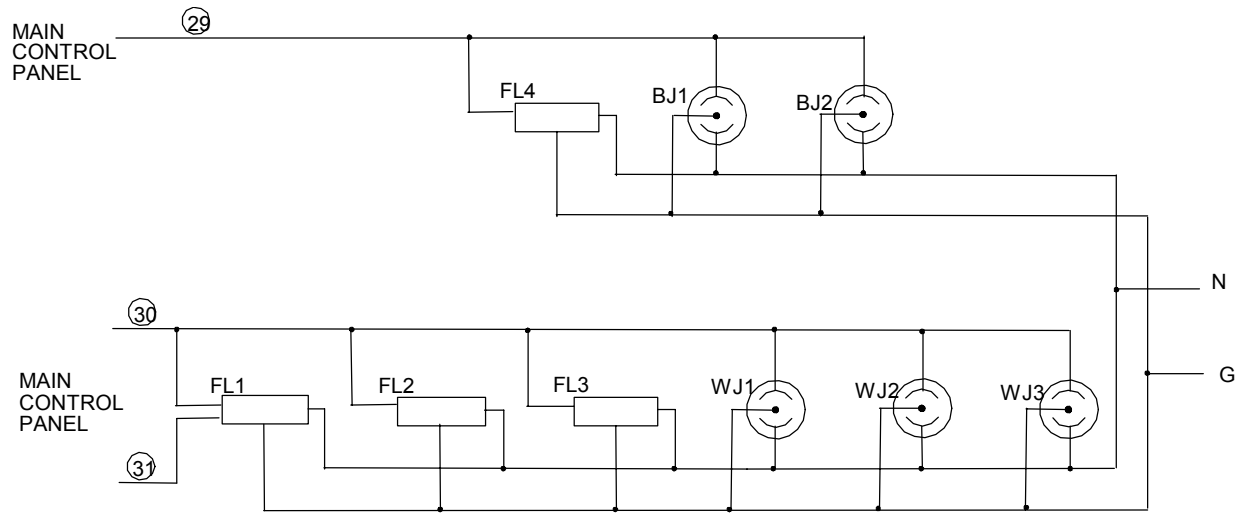 29
MAIN
CONTROL
PANEL
FL4
BJ1
BJ2
N
30
MAIN
CONTROL
PANEL
FL1
FL2
FL3
WJ1
WJ2
WJ3
G
31